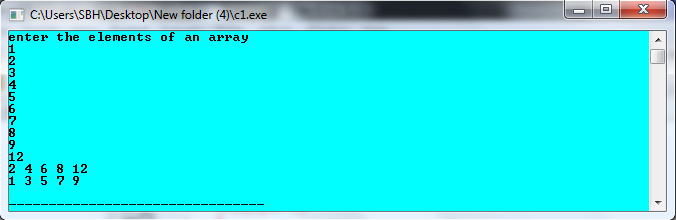 C:\Users\SBH\Desktop\New folder (4)\c1.exe
enter the elements of an array
1
2
3
4
5
6
7
8
9
12
2 4 6 8 12
1 3 5 7 9
--------------------------------